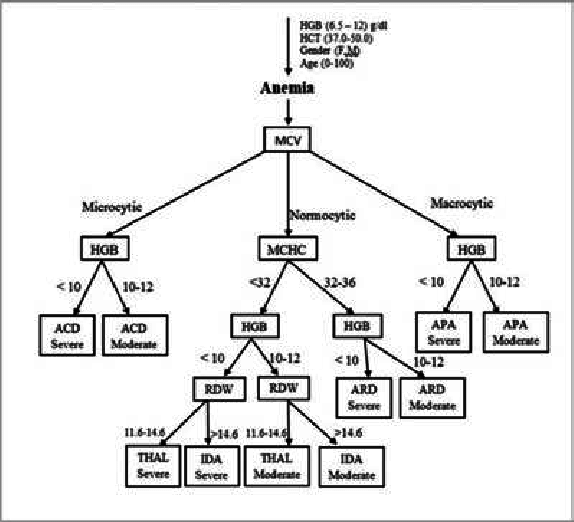 HGB (6.5 – 12) g/dl
HCT (37.0-50.0)
Gender (F,M)
Age (0-100)
Anemia
MCV
Microcytic
Normocytic
Macrocytic
HGB
MCHC
HGB
< 10
10-12
<32
32-36
< 10
10-12
ACD
Severe
ACD
Moderate
HGB
HGB
APA
Severe
APA
Moderate
< 10
10-12
< 10
10-12
RDW
RDW
ARD
Severe
ARD
Moderate
11.6-14.6
>14.6
11.6-14.6
>14.6
THAL
Severe
IDA
Severe
THAL
Moderate
IDA
Moderate